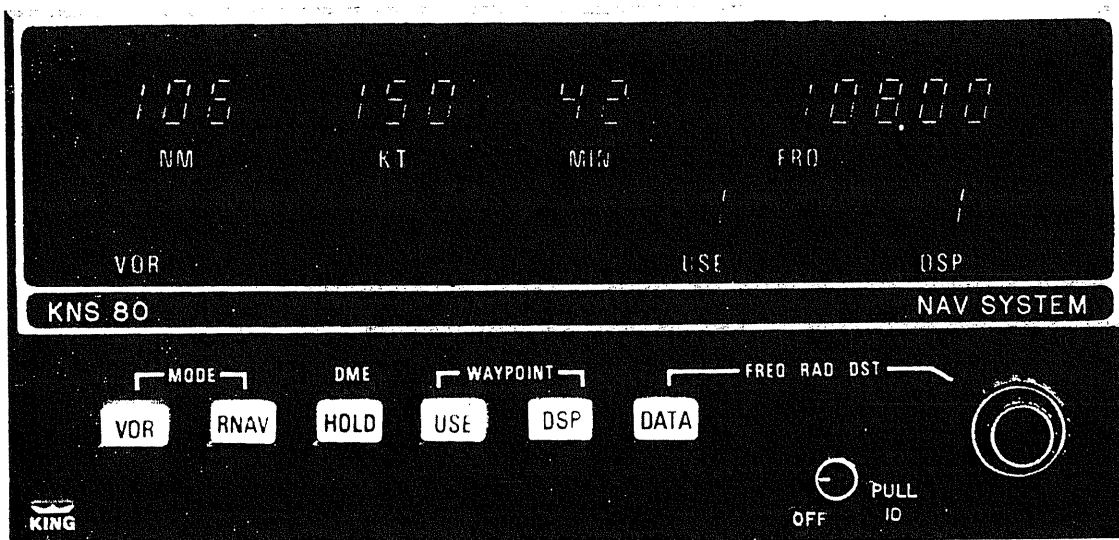 106 150 42 108.00
NM KT MIN FRQ
1 1
VOR USE DSP
KNS 80 NAV SYSTEM
MODE DME WAYPOINT FREQ RAD DST
VOR RNAV HOLD USE DSP DATA
PULL
OFF ID
KING